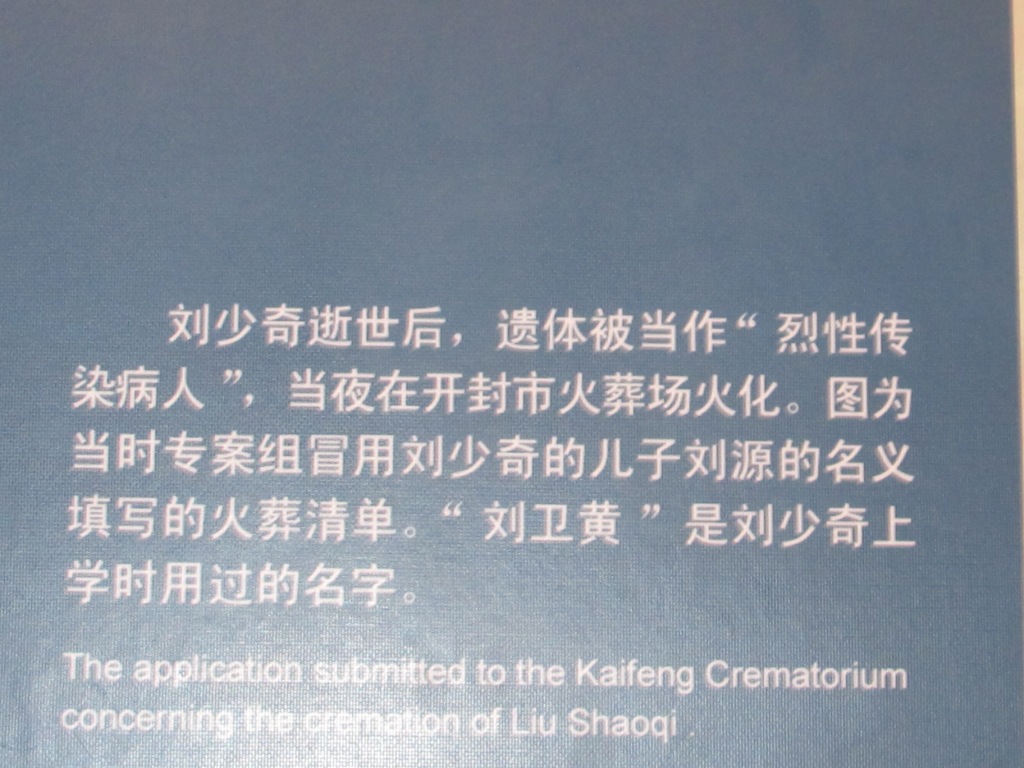 刘少奇逝世后，遗体被当作“烈性传
染病人”，当夜在开封市火葬场火化。图为
当时专案组冒用刘少奇的儿子刘源的名义
填写的火葬清单。“刘卫黄”是刘少奇上
学时用过的名字。
The application submitted to the Kaifeng Crematorium
concerning the cremation of Liu Shaoqi .